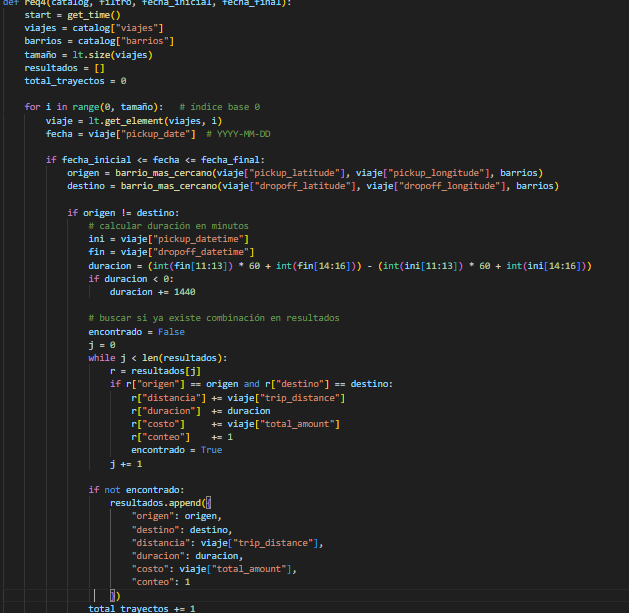 def req4(catalog, filtro, fecha_inicial, fecha_final):
    start = get_time()
    viajes = catalog["viajes"]
    barrios = catalog["barrios"]
    tamaño = lt.size(viajes)
    resultados = []
    total_trayectos = 0

    for i in range(0, tamaño):   # índice base 0
        viaje = lt.get_element(viajes, i)
        fecha = viaje["pickup_date"]  # YYYY-MM-DD

        if fecha_inicial <= fecha <= fecha_final:
            origen = barrio_mas_cercano(viaje["pickup_latitude"], viaje["pickup_longitude"], barrios)
            destino = barrio_mas_cercano(viaje["dropoff_latitude"], viaje["dropoff_longitude"], barrios)

            if origen != destino:
                # calcular duración en minutos
                ini = viaje["pickup_datetime"]
                fin = viaje["dropoff_datetime"]
                duracion = (int(fin[11:13]) * 60 + int(fin[14:16])) - (int(ini[11:13]) * 60 + int(ini[14:16]))
                if duracion < 0:
                    duracion += 1440

                # buscar si ya existe combinación en resultados
                encontrado = False
                j = 0
                while j < len(resultados):
                    r = resultados[j]
                    if r["origen"] == origen and r["destino"] == destino:
                        r["distancia"] += viaje["trip_distance"]
                        r["duracion"]  += duracion
                        r["costo"]     += viaje["total_amount"]
                        r["conteo"]    += 1
                        encontrado = True
                    j += 1

                if not encontrado:
                    resultados.append({
                        "origen": origen,
                        "destino": destino,
                        "distancia": viaje["trip_distance"],
                        "duracion": duracion,
                        "costo": viaje["total_amount"],
                        "conteo": 1
                    })
                total_trayectos += 1